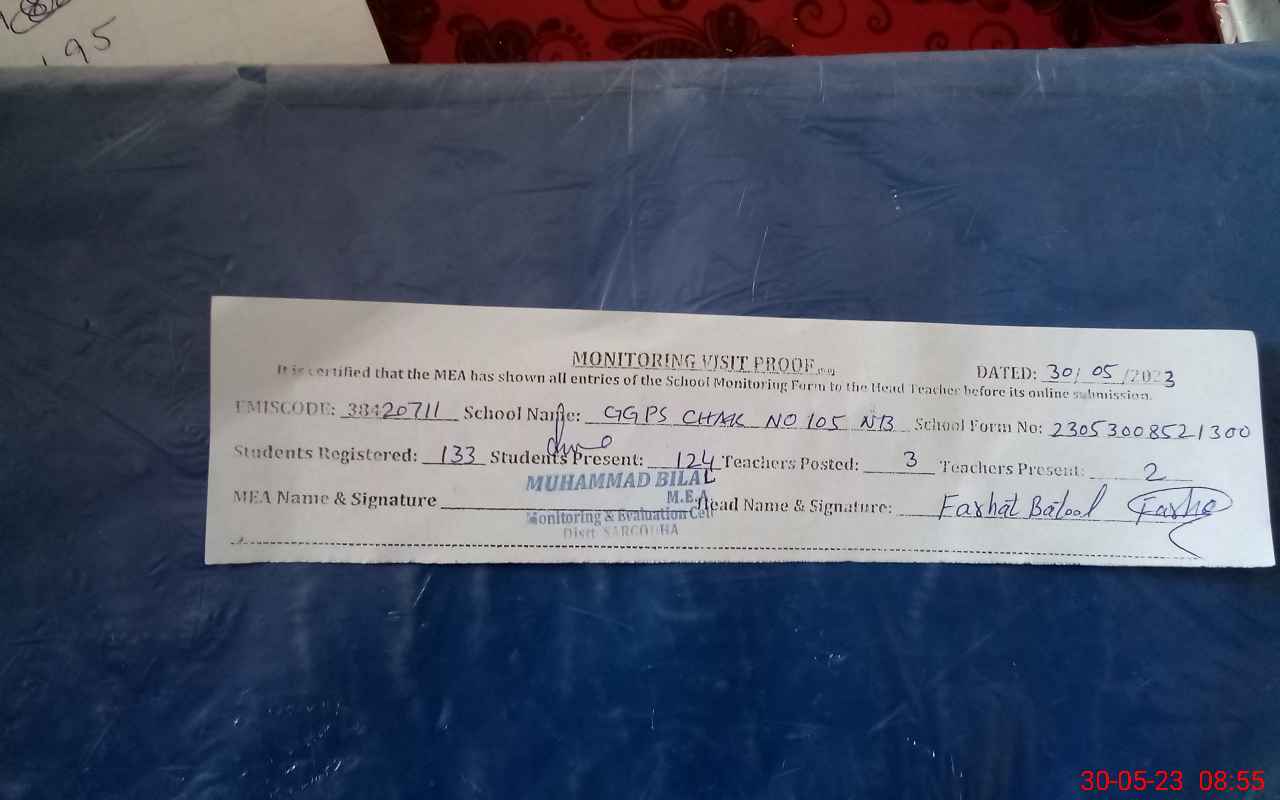 195
MONITORING VISIT PROOF
DATED: 30/05/2023
It is certified that the MEA has shown all entries of the School Monitoring Form to the Head Teacher before its online submission.
EMISCODE: 38420711 School Name: GGPS CHAK NO 105 NB School Form No: 23053008521300
Students Registered: 133 Students Present: 124 Teachers Posted: 3 Teachers Present: 2
MEA Name & Signature Head Name & Signature: Farhat Batool
MUHAMMAD BILAL
M.E.A
Monitoring & Evaluation Cell
Distt SARGODHA
30-05-23 08:55